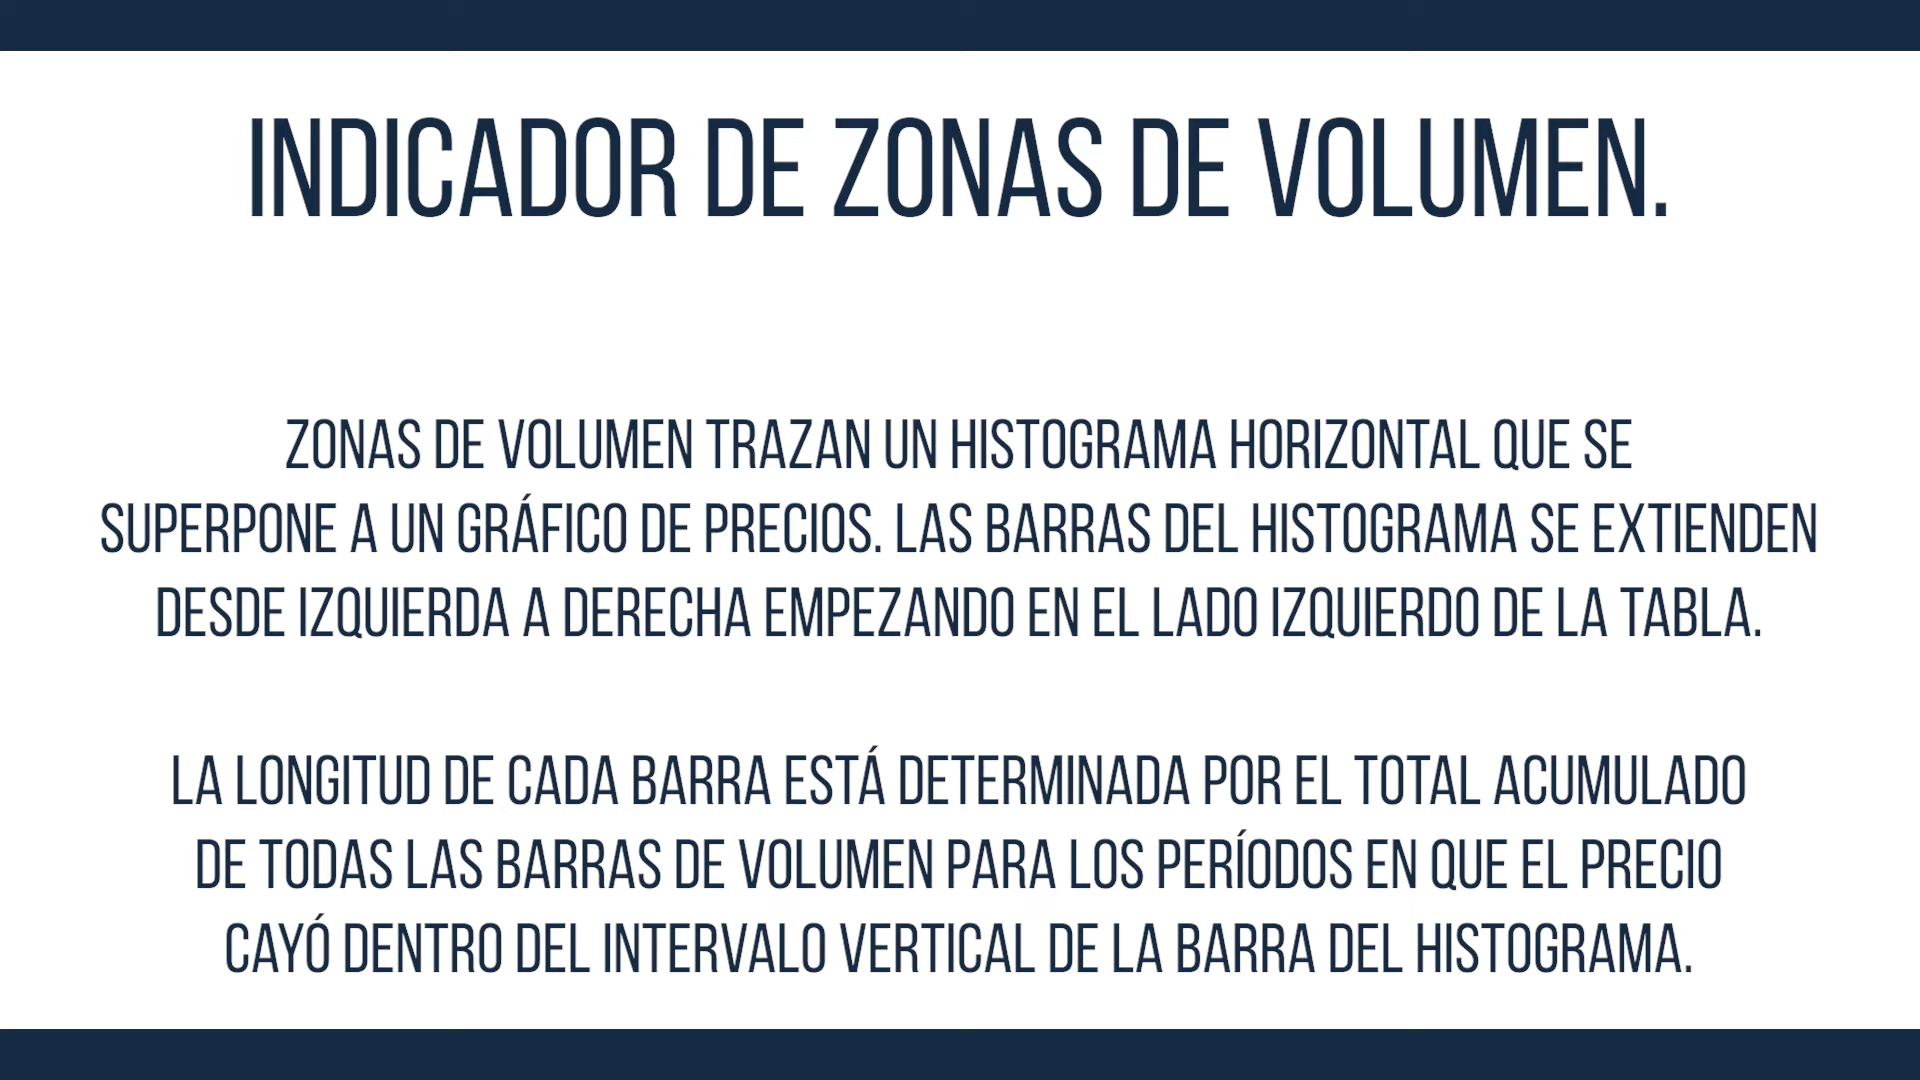 INDICADOR DE ZONAS DE VOLUMEN.
ZONAS DE VOLUMEN TRAZAN UN HISTOGRAMA HORIZONTAL QUE SE
SUPERPONE A UN GRÁFICO DE PRECIOS. LAS BARRAS DEL HISTOGRAMA SE EXTIENDEN
DESDE IZQUIERDA A DERECHA EMPEZANDO EN EL LADO IZQUIERDO DE LA TABLA.
LA LONGITUD DE CADA BARRA ESTÁ DETERMINADA POR EL TOTAL ACUMULADO
DE TODAS LAS BARRAS DE VOLUMEN PARA LOS PERÍODOS EN QUE EL PRECIO
CAYÓ DENTRO DEL INTERVALO VERTICAL DE LA BARRA DEL HISTOGRAMA.